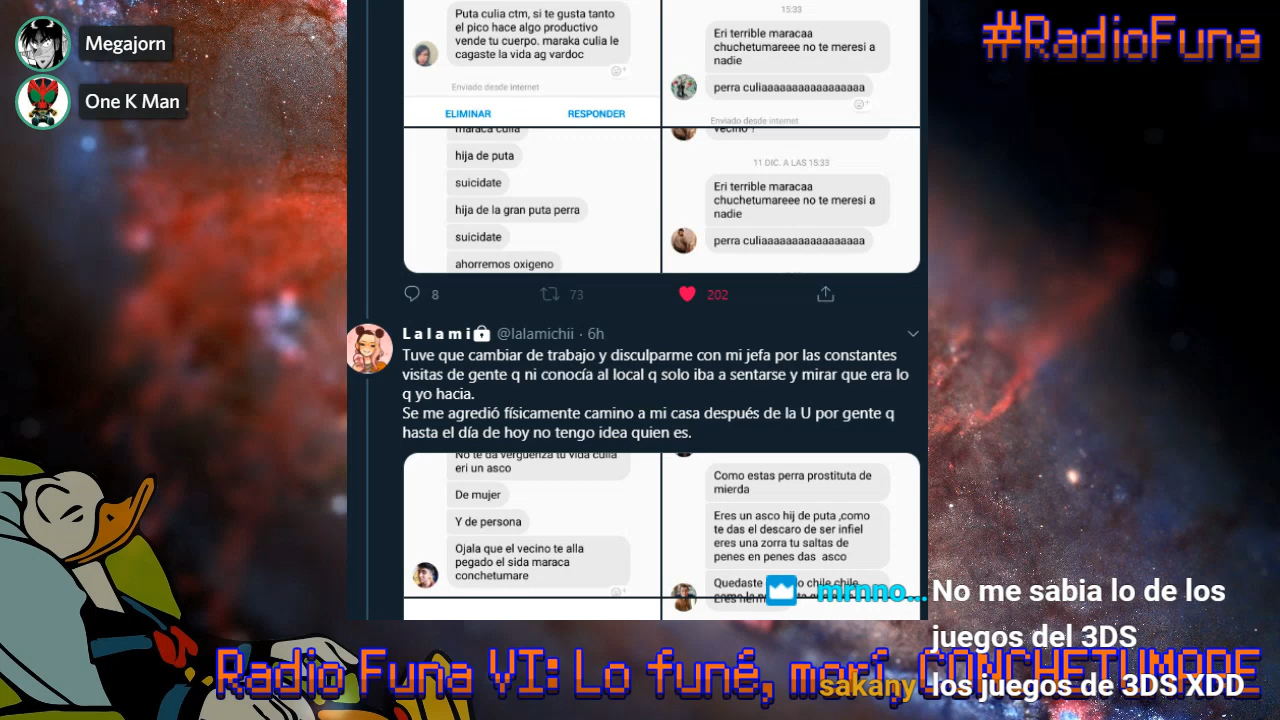 Megajorn
One K Man
#RadioFuna
Puta culia ctm, si te gusta tanto
el pico hace algo productivo
vende tu cuerpo. maraka culia le
cagaste la vida ag vardoc
Enviado desde internet
ELIMINAR
RESPONDER
15:33
Eri terrible maracaa
chuchetumareee no te meresi a
nadie
perra culiaaaaaaaaaaaaaaaaa
Enviado desde internet
maraca culia
hija de puta
suicidate
hija de la gran puta perra
suicidate
ahorremos oxigeno
vecino ?
11 DIC. A LAS 15:33
Eri terrible maracaa
chuchetumareee no te meresi a
nadie
perra culiaaaaaaaaaaaaaaaaa
8
73
202
Lalami @lalamichii · 6h
Tuve que cambiar de trabajo y disculparme con mi jefa por las constantes
visitas de gente q ni conocía al local q solo iba a sentarse y mirar que era lo
q yo hacia.
Se me agredió físicamente camino a mi casa después de la U por gente q
hasta el día de hoy no tengo idea quien es.
No te da verguenza tu vida culia
eri un asco
De mujer
Y de persona
Ojala que el vecino te alla
pegado el sida maraca
conchetumare
Como estas perra prostituta de
mierda
Eres un asco hij de puta ,como
te das el descaro de ser infiel
eres una zorra tu saltas de
penes en penes das asco
Quedaste
o chile chile
mrmno... No me sabia lo de los
juegos del 3DS
sakany los juegos de 3DS XDD
Radio Funa VI: Lo funé, morí, CONCHETUMADE